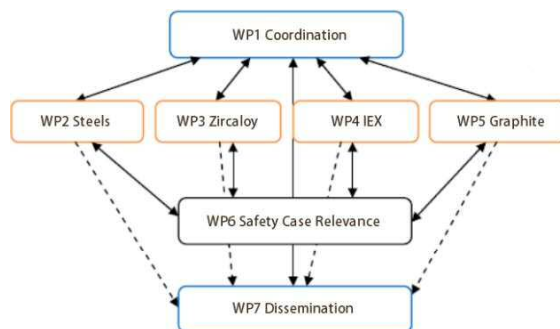 WP1 Coordination
WP2 Steels
WP3 Zircaloy
WP4 IEX
WP5 Graphite
WP6 Safety Case Relevance
WP7 Dissemination